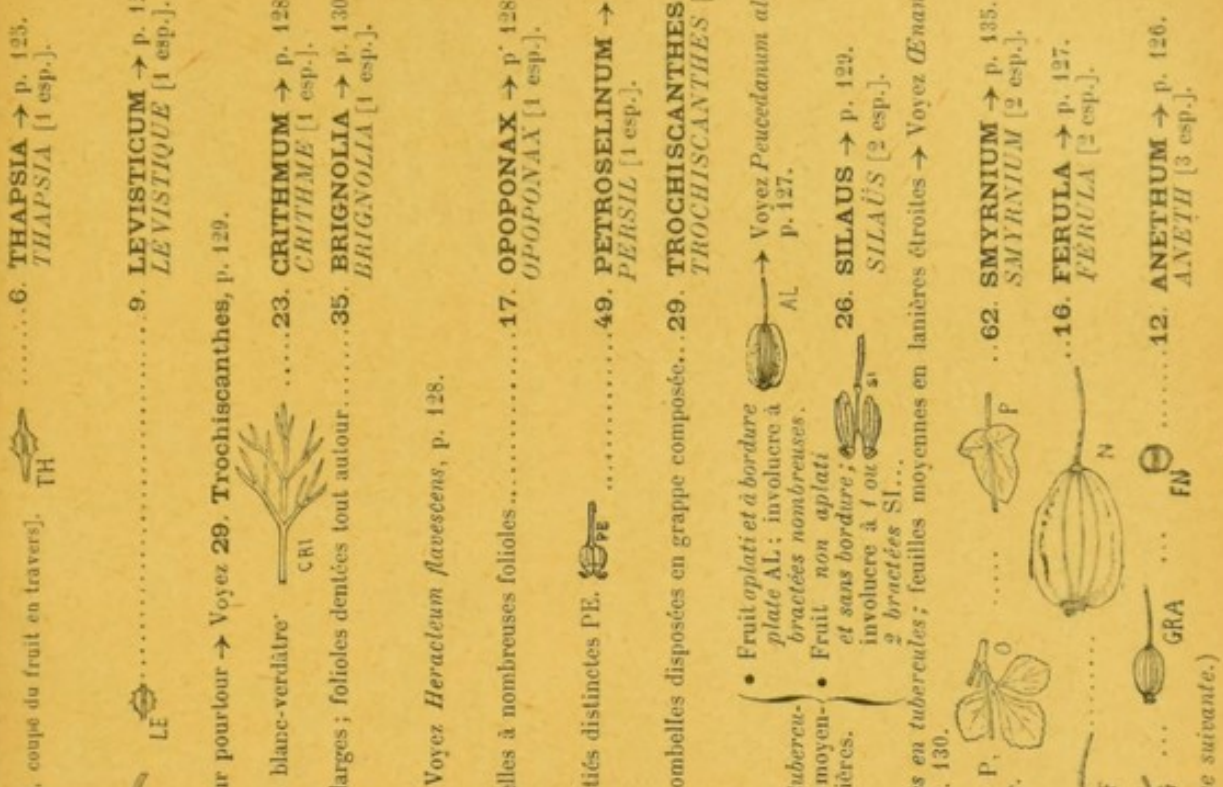 coupe du fruit en travers].
TH
.......6. THAPSIA → p. 123.
THAPSIA [1 esp.].
LE
9. LEVISTICUM → p.
LEVISTIQUE [1 esp.].
pourtour → Voyez 29. Trochiscanthes, p. 129.
blanc-verdâtre
CRI
.....23. CRITHMUM → p. 128
CRITHME [1 esp.].
larges ; folioles dentées tout autour......35. BRIGNOLIA → p. 130
BRIGNOLIA [1 esp.].
Voyez Heracleum flavescens, p. 128.
à nombreuses folioles............17. OPOPONAX → p. 128
OPOPONAX [1 esp.].
distinctes PE.
PE
............49. PETROSELINUM →
PERSIL [1 esp.].
ombelles disposées en grappe composée...29. TROCHISCANTHES
TROCHISCANTHES
• Fruit aplati et à bordure
plate AL ; involucre à
bractées nombreuses.
AL
→ Voyez Peucedanum
p. 127.
• Fruit non aplati
et sans bordure ;
involucre à 1 ou
2 bractées SI...
SI
26. SILAUS → p. 129.
SILAÜS [2 esp.].
moyen-
ières.
en tubercules ; feuilles moyennes en lanières étroites → Voyez
130.
P,
O
.....
P
..62. SMYRNIUM → p. 135.
SMYRNIUM [2 esp.].
N
..16. FERULA → p. 127.
FÉRULA [2 esp.].
GRA
...
FN
.......12. ANETHUM → p. 126.
ANETH [3 esp.].
suivante.)